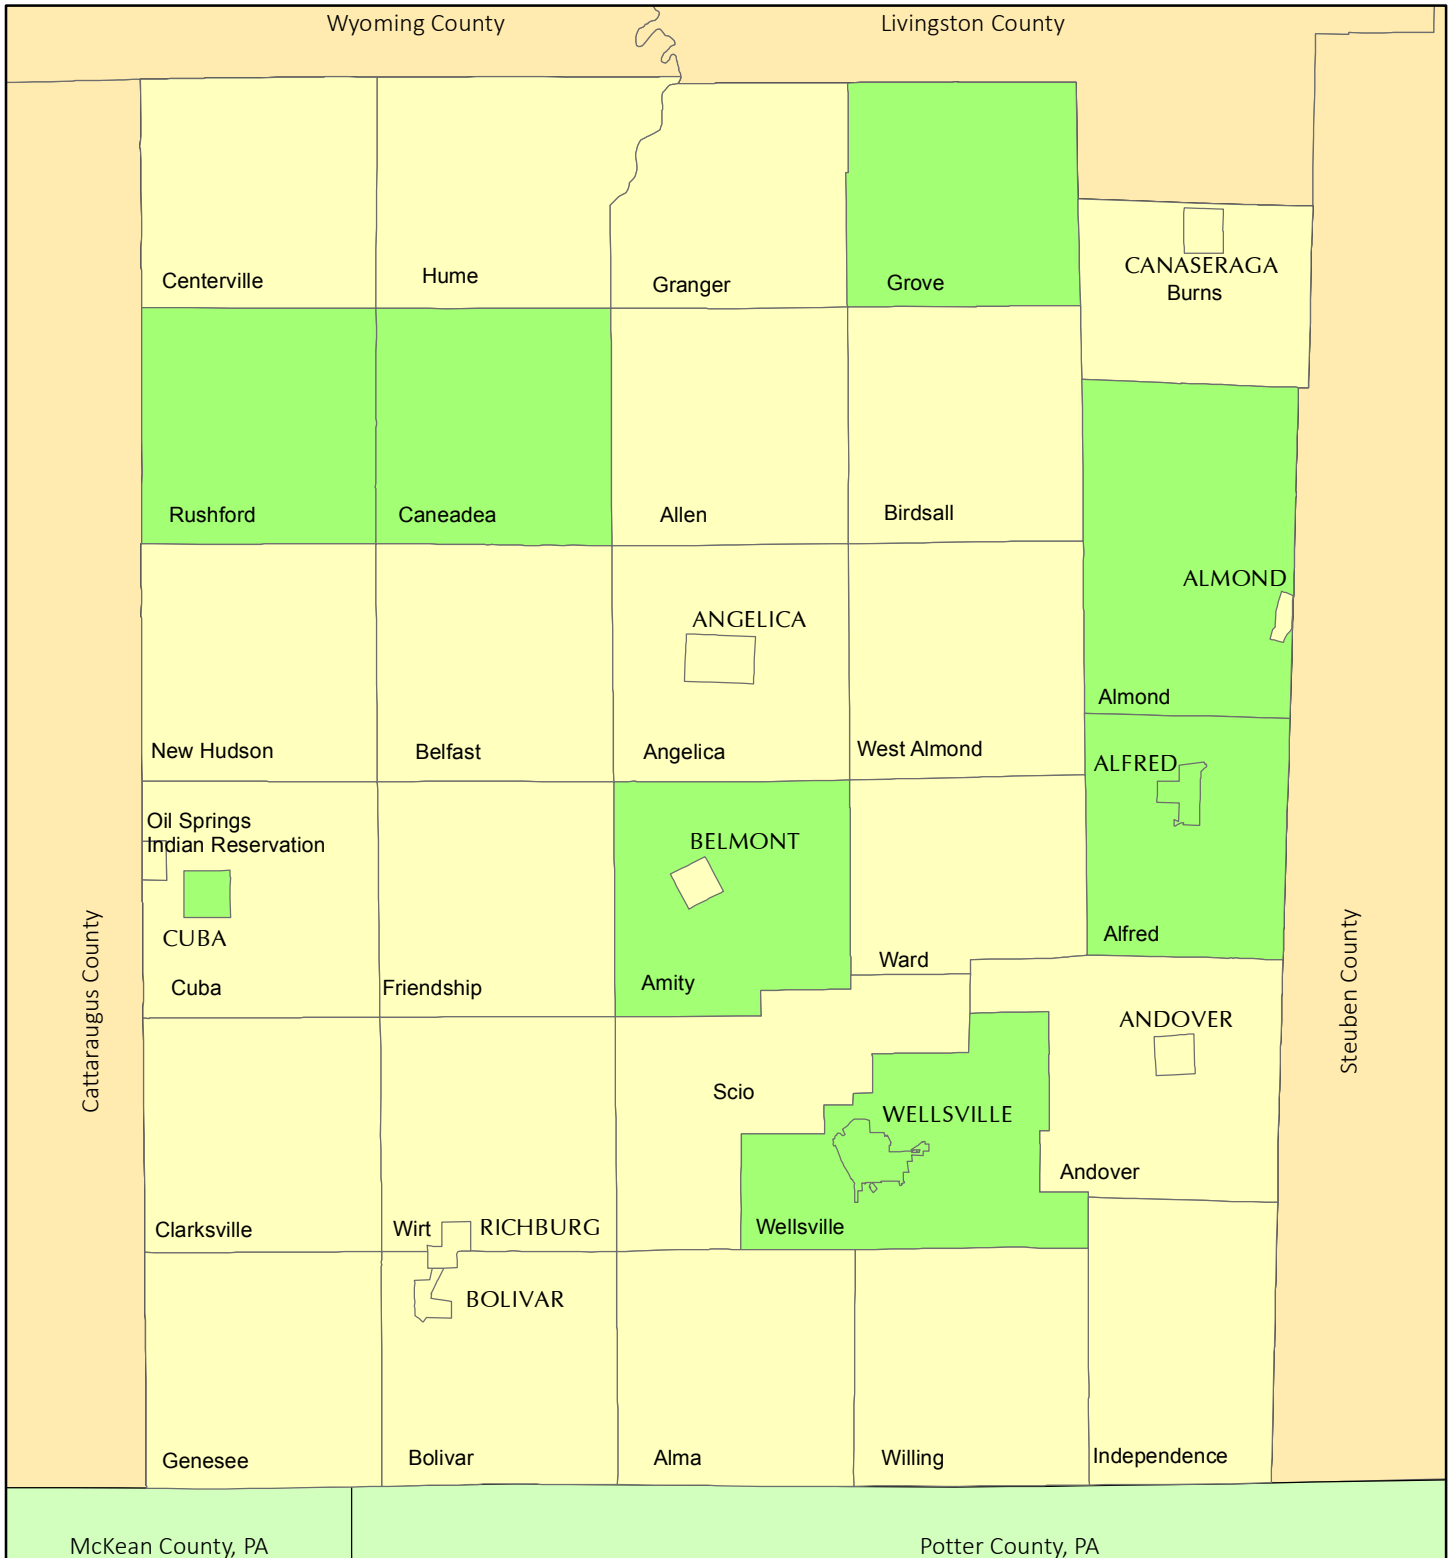 Wyoming County
Livingston County
Centerville
Hume
Granger
Grove
CANASERAGA
Burns
Rushford
Caneadea
Allen
Birdsall
ALMOND
Almond
ANGELICA
New Hudson
Belfast
Angelica
West Almond
ALFRED
Alfred
Oil Springs
Indian Reservation
CUBA
Cuba
Friendship
BELMONT
Amity
Ward
Cattaraugus County
Steuben County
ANDOVER
Andover
Scio
WELLSVILLE
Wellsville
Clarksville
Wirt
RICHBURG
BOLIVAR
Genesee
Bolivar
Alma
Willing
Independence
McKean County, PA
Potter County, PA